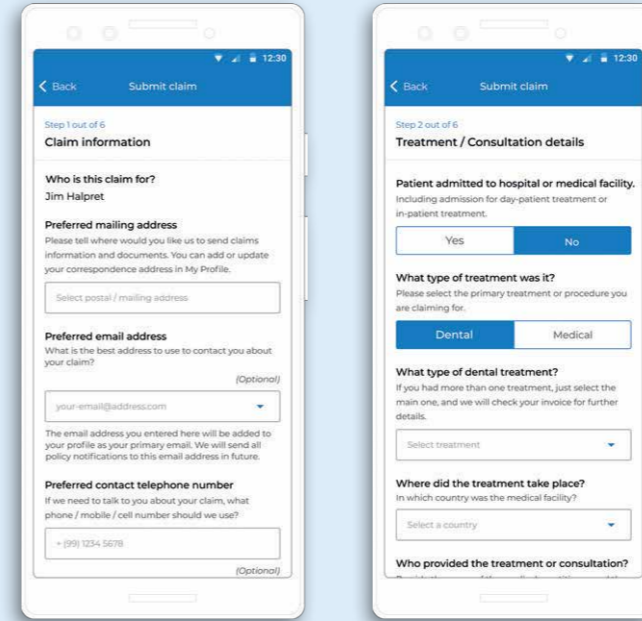 12:30
Back
Submit claim
Step 1 out of 6
Claim information
Who is this claim for?
Jim Halpret
Preferred mailing address
Please tell where would you like us to send claims
information and documents. You can add or update
your correspondence address in My Profile.
Select postal / mailing address
Preferred email address
What is the best address to use to contact you about
your claim?
(Optional)
your-email@address.com
The email address you entered here will be added to
your profile as your primary email. We will send all
policy notifications to this email address in future.
Preferred contact telephone number
If we need to talk to you about your claim, what
phone / mobile / cell number should we use?
+ (99) 1234 5678
(Optional)
12:30
Back
Submit claim
Step 2 out of 6
Treatment / Consultation details
Patient admitted to hospital or medical facility.
Including admission for day-patient treatment or
in-patient treatment.
Yes
No
What type of treatment was it?
Please select the primary treatment or procedure you
are claiming for.
Dental
Medical
What type of dental treatment?
If you had more than one treatment, just select the
main one, and we will check your invoice for further
details.
Select treatment
Where did the treatment take place?
In which country was the medical facility?
Select a country
Who provided the treatment or consultation?